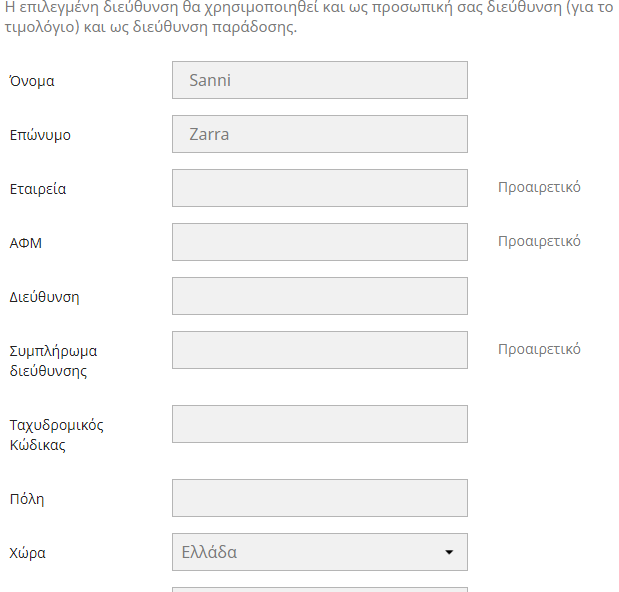 Η επιλεγμένη διεύθυνση θα χρησιμοποιηθεί και ως προσωπική σας διεύθυνση (για το
τιμολόγιο) και ως διεύθυνση παράδοσης.
Όνομα Sanni
Επώνυμο Zarra
Εταιρεία Προαιρετικό
ΑΦΜ Προαιρετικό
Διεύθυνση
Συμπλήρωμα Προαιρετικό
διεύθυνσης
Ταχυδρομικός
Κώδικας
Πόλη
Χώρα Ελλάδα